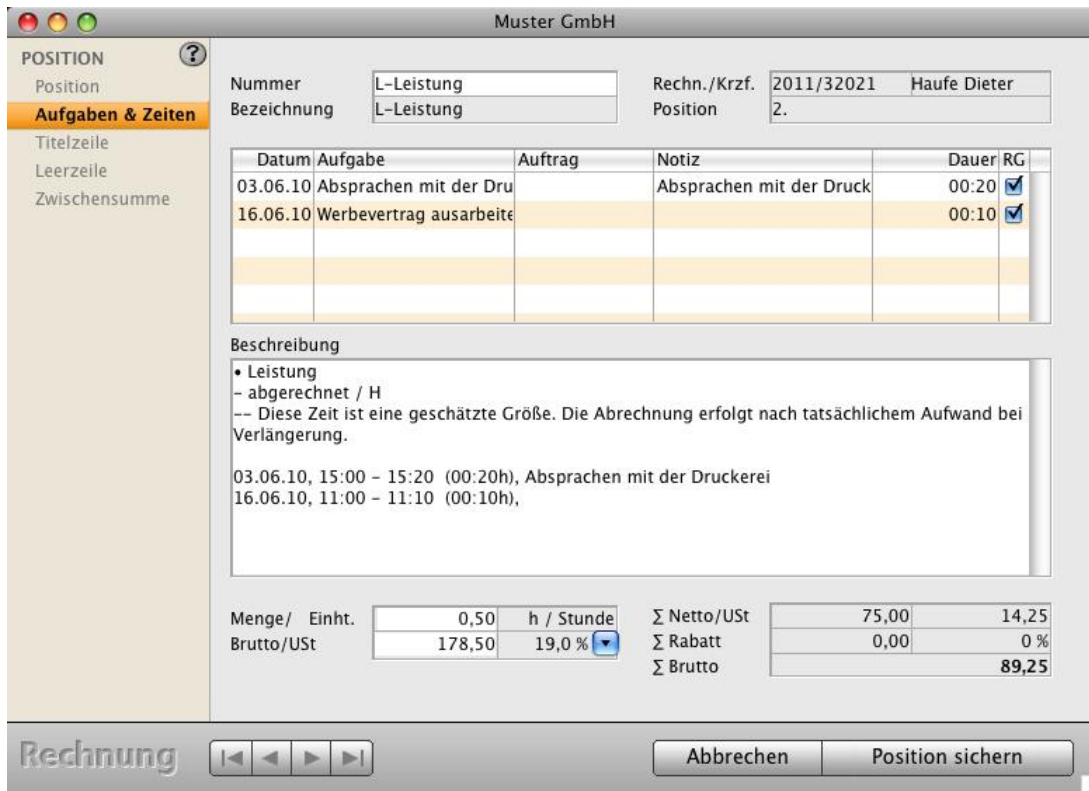 Muster GmbH
POSITION ?
Position
Aufgaben & Zeiten
Titelzeile
Leerzeile
Zwischensumme
Nummer L-Leistung Rechn./Krzf. 2011/32021 Haufe Dieter
Bezeichnung L-Leistung Position 2.
Datum Aufgabe Auftrag Notiz Dauer RG
03.06.10 Absprachen mit der Dru Absprachen mit der Druck 00:20
16.06.10 Werbevertrag ausarbeite 00:10
Beschreibung
• Leistung
- abgerechnet / H
-- Diese Zeit ist eine geschätzte Größe. Die Abrechnung erfolgt nach tatsächlichem Aufwand bei
Verlängerung.
03.06.10, 15:00 - 15:20 (00:20h), Absprachen mit der Druckerei
16.06.10, 11:00 - 11:10 (00:10h),
Menge/ Einht. 0,50 h / Stunde ∑ Netto/USt 75,00 14,25
Brutto/USt 178,50 19,0 % ∑ Rabatt 0,00 0 %
∑ Brutto 89,25
Rechnung Abbrechen Position sichern